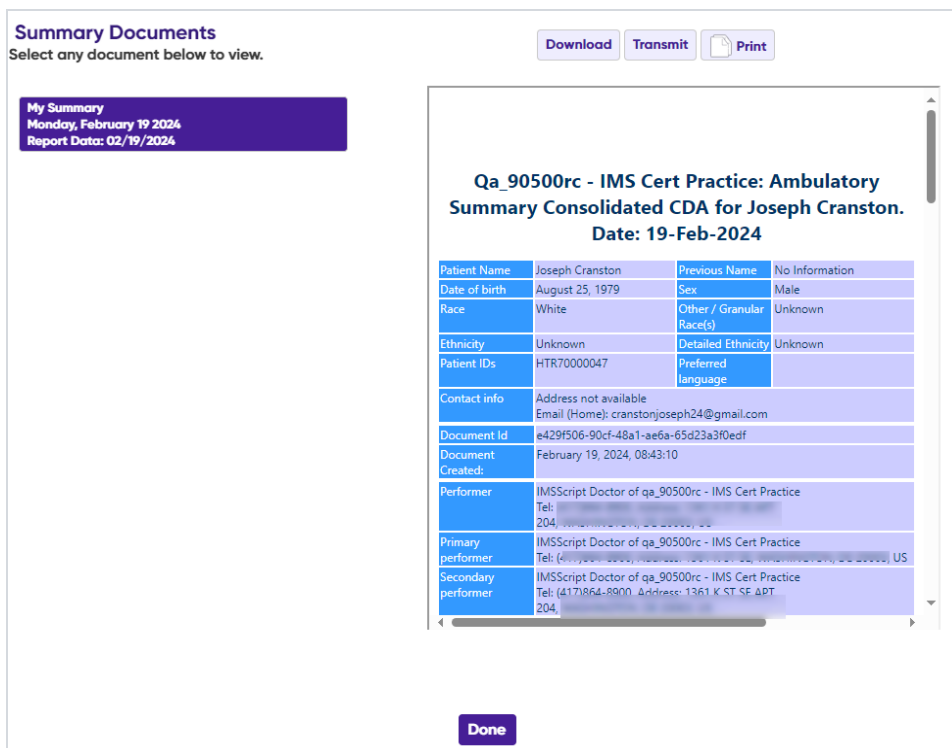 Summary Documents
Select any document below to view.
Download Transmit Print
My Summary
Monday, February 19 2024
Report Data: 02/19/2024
Qa_90500rc - IMS Cert Practice: Ambulatory
Summary Consolidated CDA for Joseph Cranston.
Date: 19-Feb-2024
Patient Name Joseph Cranston Previous Name No Information
Date of birth August 25, 1979 Sex Male
Race White Other / Granular Unknown
Race(s)
Ethnicity Unknown Detailed Ethnicity Unknown
Patient IDs HTR70000047 Preferred
language
Contact info Address not available
Email (Home): cranstonjoseph24@gmail.com
Document Id e429f506-90cf-48a1-ae6a-65d23a3f0edf
Document February 19, 2024, 08:43:10
Created:
Performer IMSScript Doctor of qa_90500rc - IMS Cert Practice
Tel:
204,
Primary IMSScript Doctor of qa_90500rc - IMS Cert Practice
performer Tel: US
Secondary IMSScript Doctor of qa_90500rc - IMS Cert Practice
performer Tel: (417)864-8900, Address: 1361 K ST SE APT
204,
Done